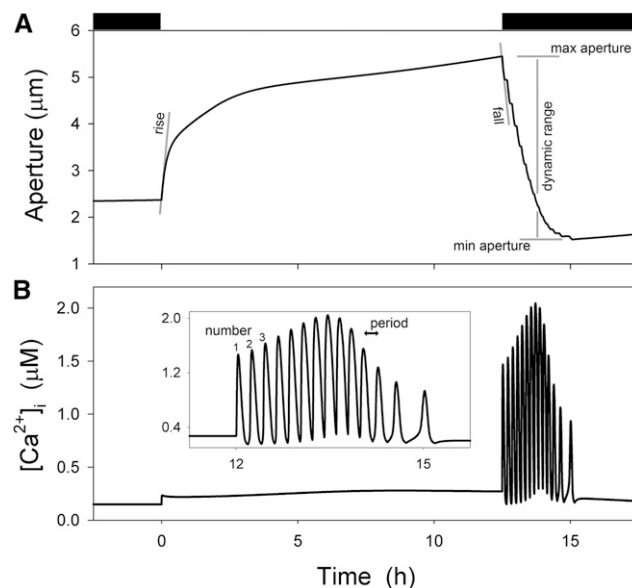 A
6
5
4
3
2
1
Aperture (μm)
rise
fall
max aperture
dynamic range
min aperture
B
2.0
1.5
1.0
0.5
0.0
[Ca2+]i (μM)
2.0
1.2
0.4
number
1 2 3
period
12 15
0 5 10 15
Time (h)